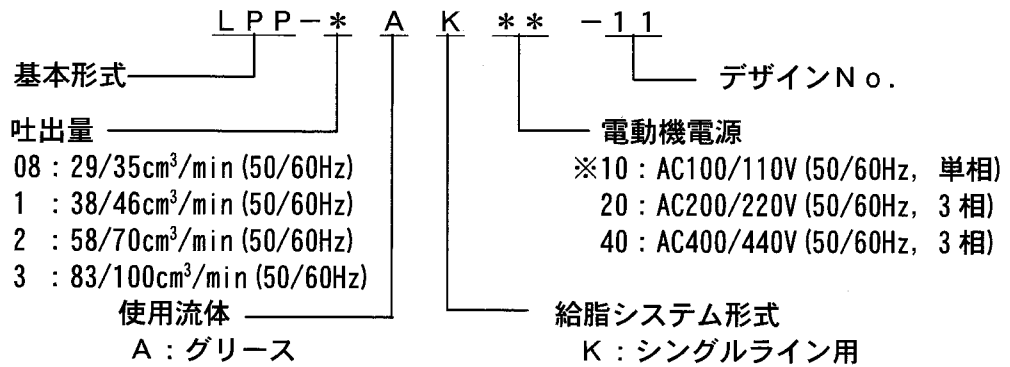 LPP-* A K ** -11
基本形式
デザインNo.
吐出量
08 : 29/35cm³/min (50/60Hz)
1 : 38/46cm³/min (50/60Hz)
2 : 58/70cm³/min (50/60Hz)
3 : 83/100cm³/min (50/60Hz)
電動機電源
※10 : AC100/110V (50/60Hz, 単相)
20 : AC200/220V (50/60Hz, 3相)
40 : AC400/440V (50/60Hz, 3相)
使用流体
A : グリース
給脂システム形式
K : シングルライン用